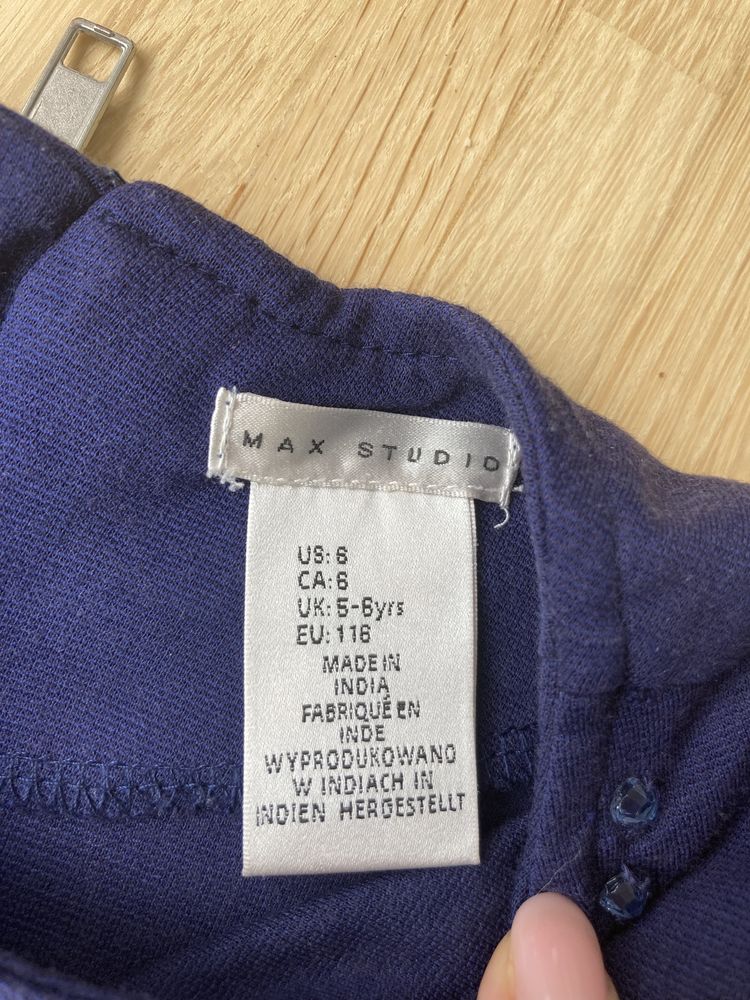 MAX STUDIO
US: 6
CA: 6
UK: 5-6yrs
EU: 116
MADE IN
INDIA
FABRIQUÉ EN
INDE
WYPRODUKOWANO
W INDIACH IN
INDIEN HERGESTELLT